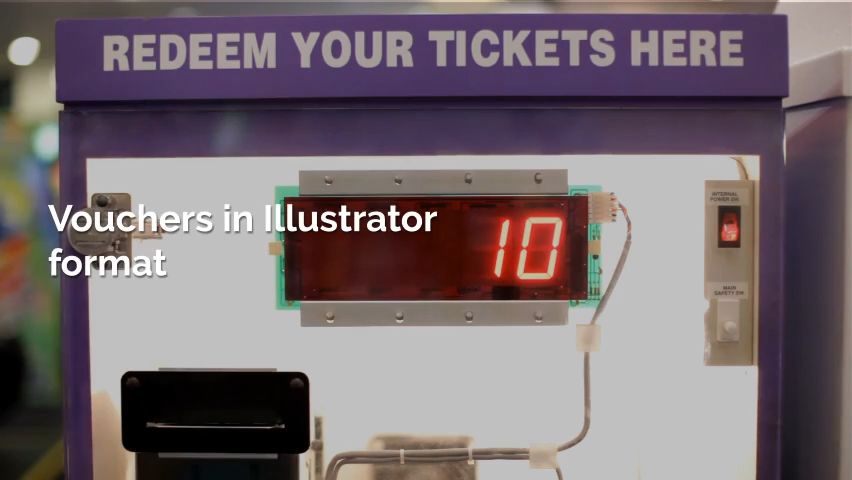 REDEEM YOUR TICKETS HERE
Vouchers in Illustrator
format
10
INTERNAL
POWER SW
MAIN
SAFETY SW